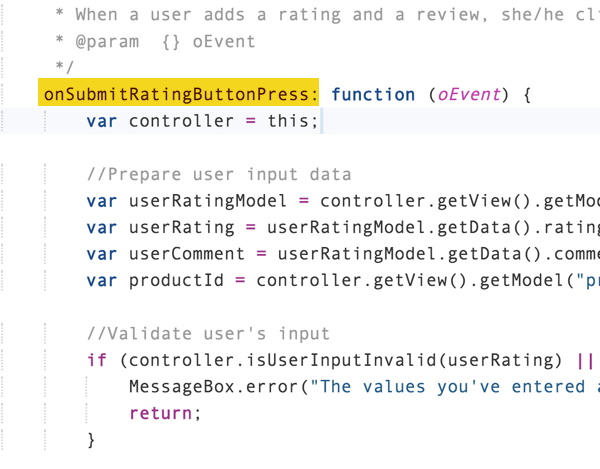 * When a user adds a rating and a review, she/he cli
* @param  {} oEvent
*/
onSubmitRatingButtonPress: function (oEvent) {
var controller = this;
//Prepare user input data
var userRatingModel = controller.getView().getMod
var userRating = userRatingModel.getData().rating
var userComment = userRatingModel.getData().comme
var productId = controller.getView().getModel("pr
//Validate user's input
if (controller.isUserInputInvalid(userRating) ||
MessageBox.error("The values you've entered a
return;
}